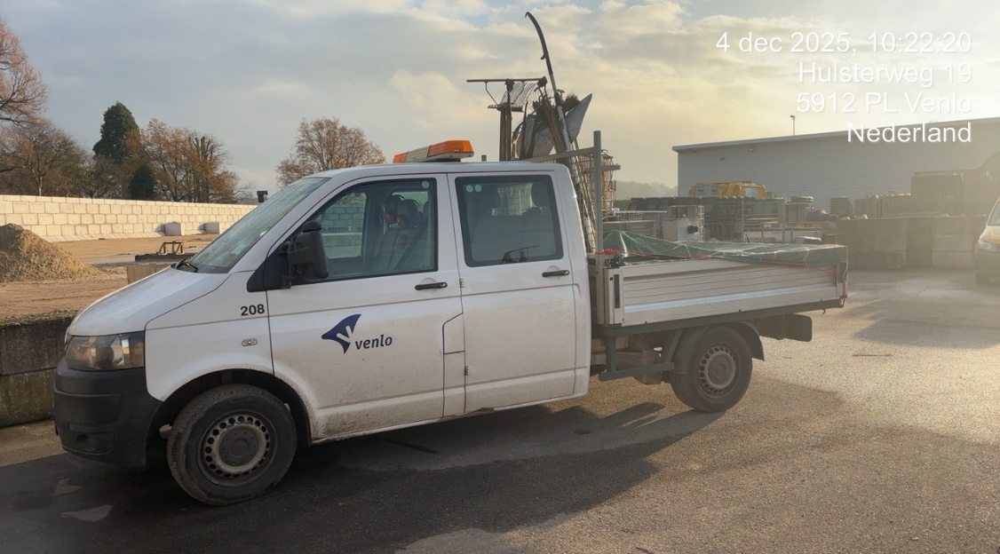 4 dec 2025, 10:22:20
Hulsterweg 19
5912 PL Venlo
Nederland
208
venlo